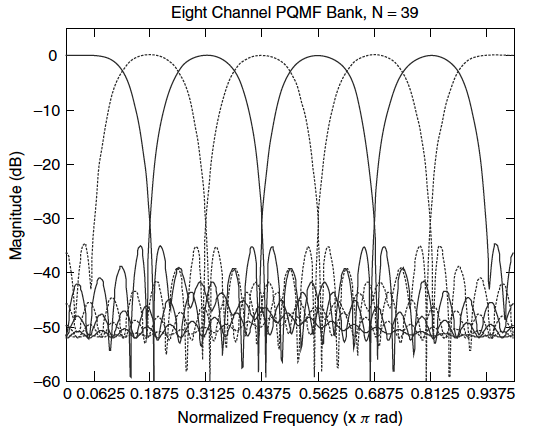 Eight Channel PQMF Bank, N = 39
Magnitude (dB)
0
−10
−20
−30
−40
−50
−60
0 0.0625 0.1875 0.3125 0.4375 0.5625 0.6875 0.8125 0.9375
Normalized Frequency (x π rad)